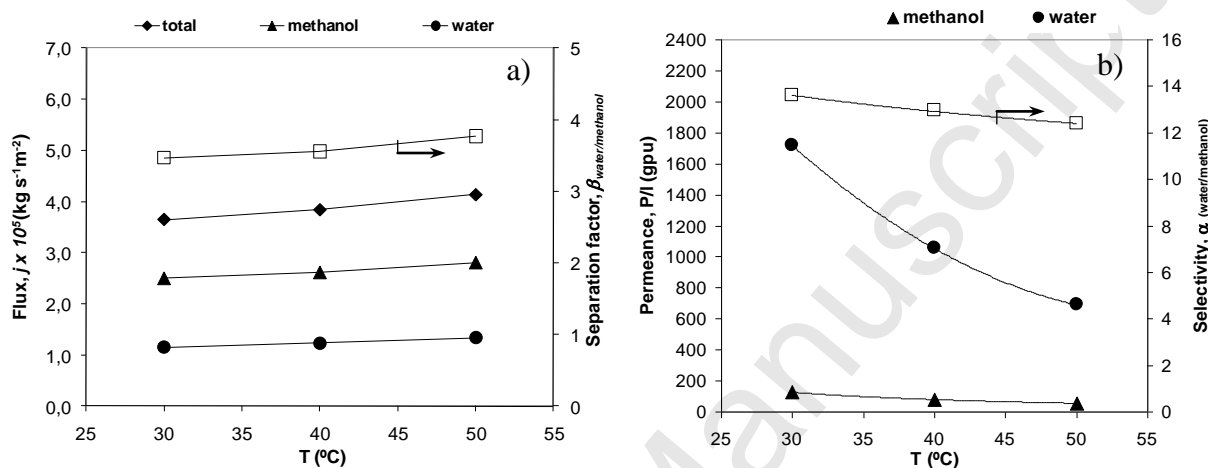 total methanol water
a)
7,0
6,0
5,0
4,0
3,0
2,0
1,0
0,0
Flux, j x 10⁵(kg s⁻¹m⁻²)
5
4
3
2
1
0
Separation factor, β water/methanol
25 30 35 40 45 50 55
T (ºC)
methanol water
b)
2400
2200
2000
1800
1600
1400
1200
1000
800
600
400
200
0
Permeance, P/l (gpu)
16
14
12
10
8
6
4
2
0
Selectivity, α (water/methanol)
25 30 35 40 45 50 55
T (ºC)
Manuscript